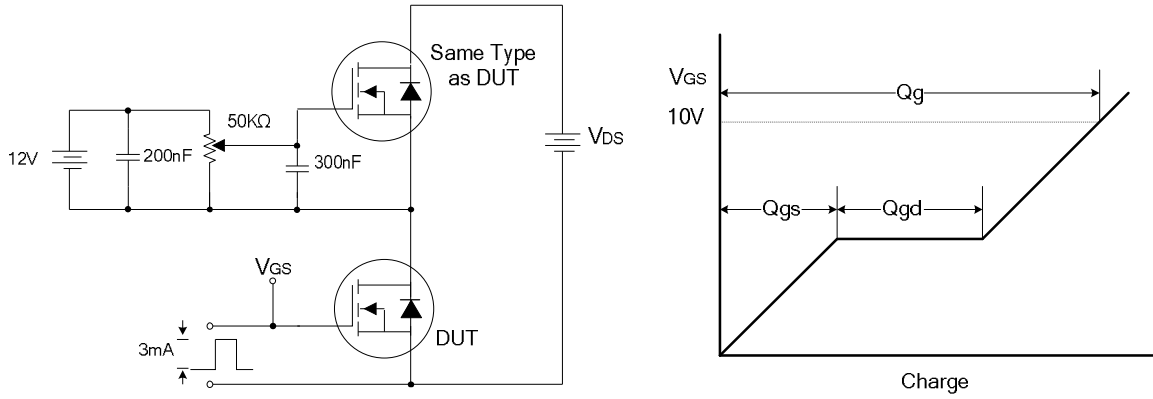 Same Type
as DUT
50KΩ
12V
200nF
300nF
VDS
VGS
3mA
DUT
VGS
10V
Qg
Qgs
Qgd
Charge